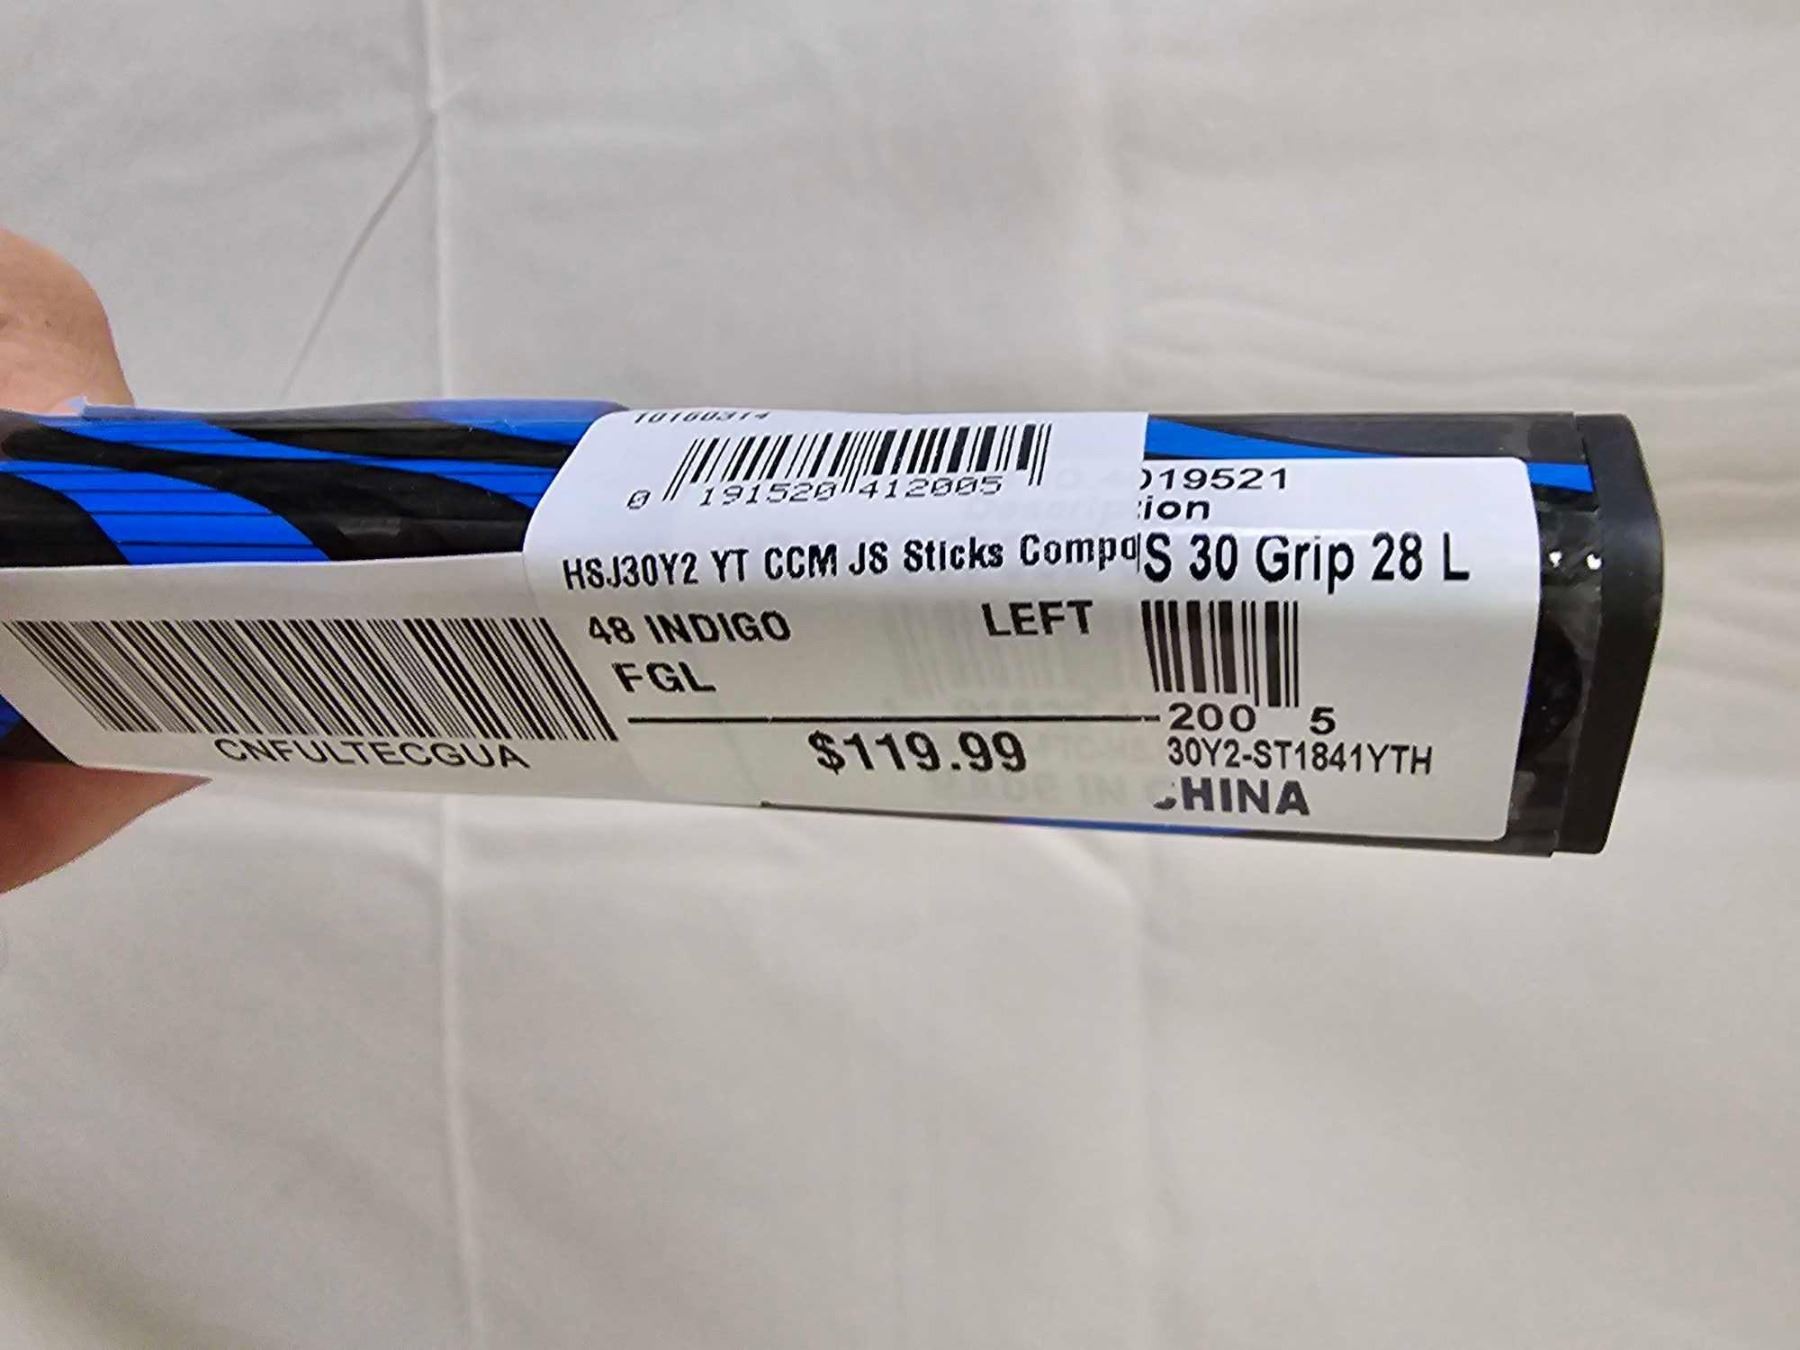 10160314
0 191520 412005
HSJ30Y2 YT CCM JS Sticks Compo
48 INDIGO LEFT
FGL
$119.99
CNFULTECGUA
019521
ion
S 30 Grip 28 L
200 5
30Y2-ST1841YTH
CHINA